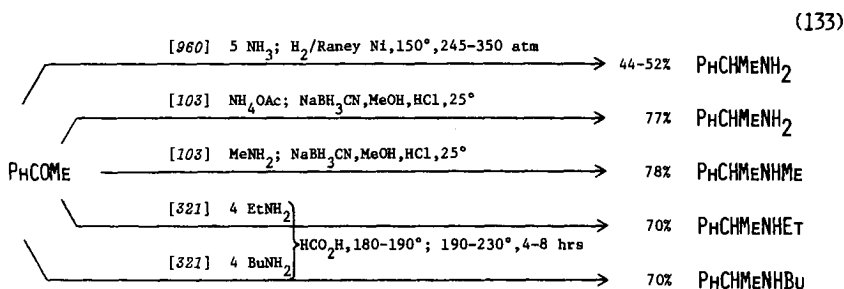 (133)
[960] 5 NH3; H2/Raney Ni,150°,245-350 atm
44-52% PHCHMENH2
[103] NH4OAc; NaBH3CN,MeOH,HCl,25°
77% PHCHMENH2
PHCOME
[103] MeNH2; NaBH3CN,MeOH,HCl,25°
78% PHCHMENHME
[321] 4 EtNH2
70% PHCHMENHET
HCO2H,180-190°; 190-230°,4-8 hrs
[321] 4 BuNH2
70% PHCHMENHBU